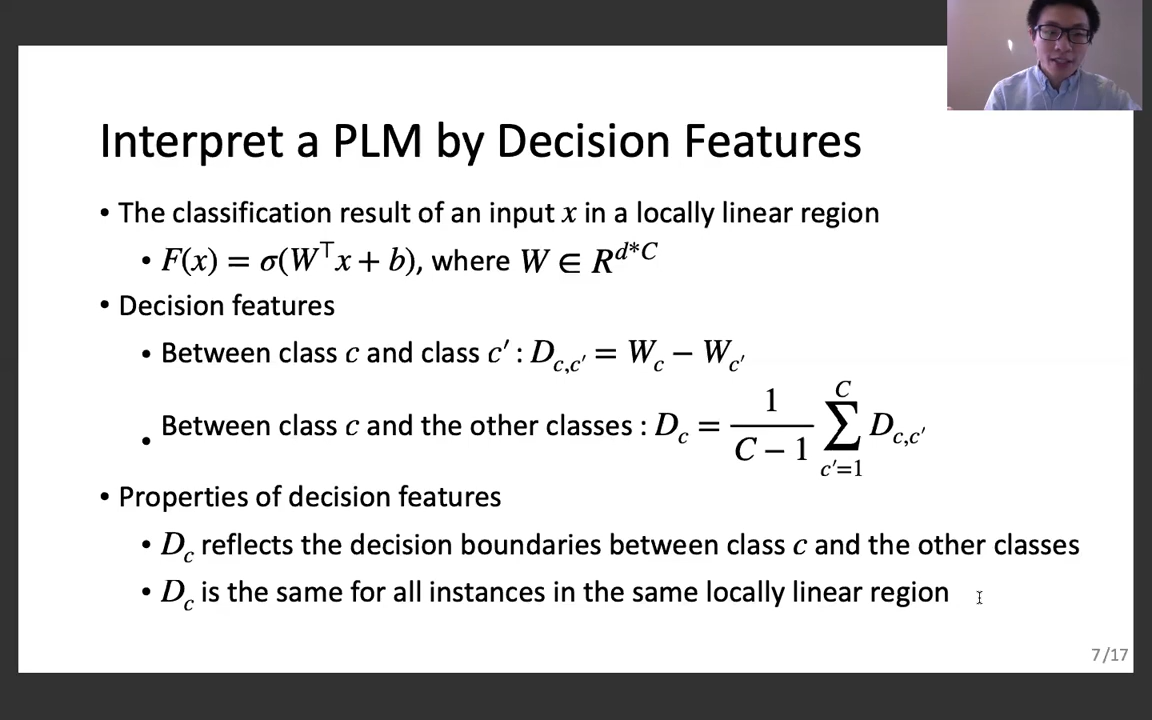 Interpret a PLM by Decision Features
• The classification result of an input x in a locally linear region
• F(x) = σ(W⊤x + b), where W ∈ R^{d*C}
• Decision features
• Between class c and class c′ : D_{c,c′} = W_c − W_{c′}
• Between class c and the other classes : D_c = \frac{1}{C − 1} \sum_{c′=1}^{C} D_{c,c′}
• Properties of decision features
• D_c reflects the decision boundaries between class c and the other classes
• D_c is the same for all instances in the same locally linear region
7/17